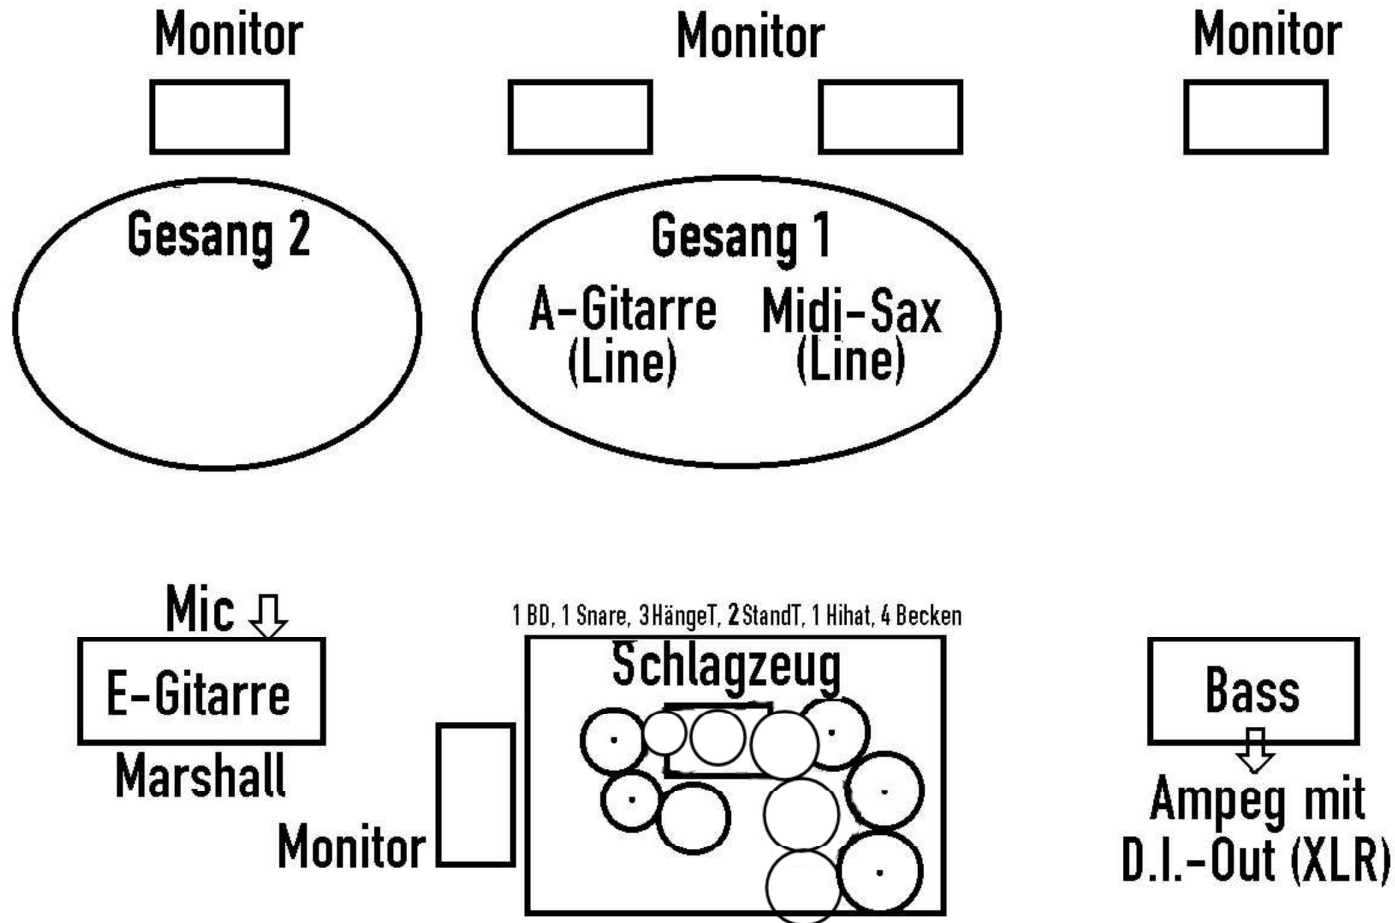 Monitor
Monitor
Monitor
Gesang 2
Gesang 1
A-Gitarre
(Line)
Midi-Sax
(Line)
Mic
E-Gitarre
Marshall
Monitor
1 BD, 1 Snare, 3 HängeT, 2 StandT, 1 Hihat, 4 Becken
Schlagzeug
Bass
Ampeg mit
D.I.-Out (XLR)